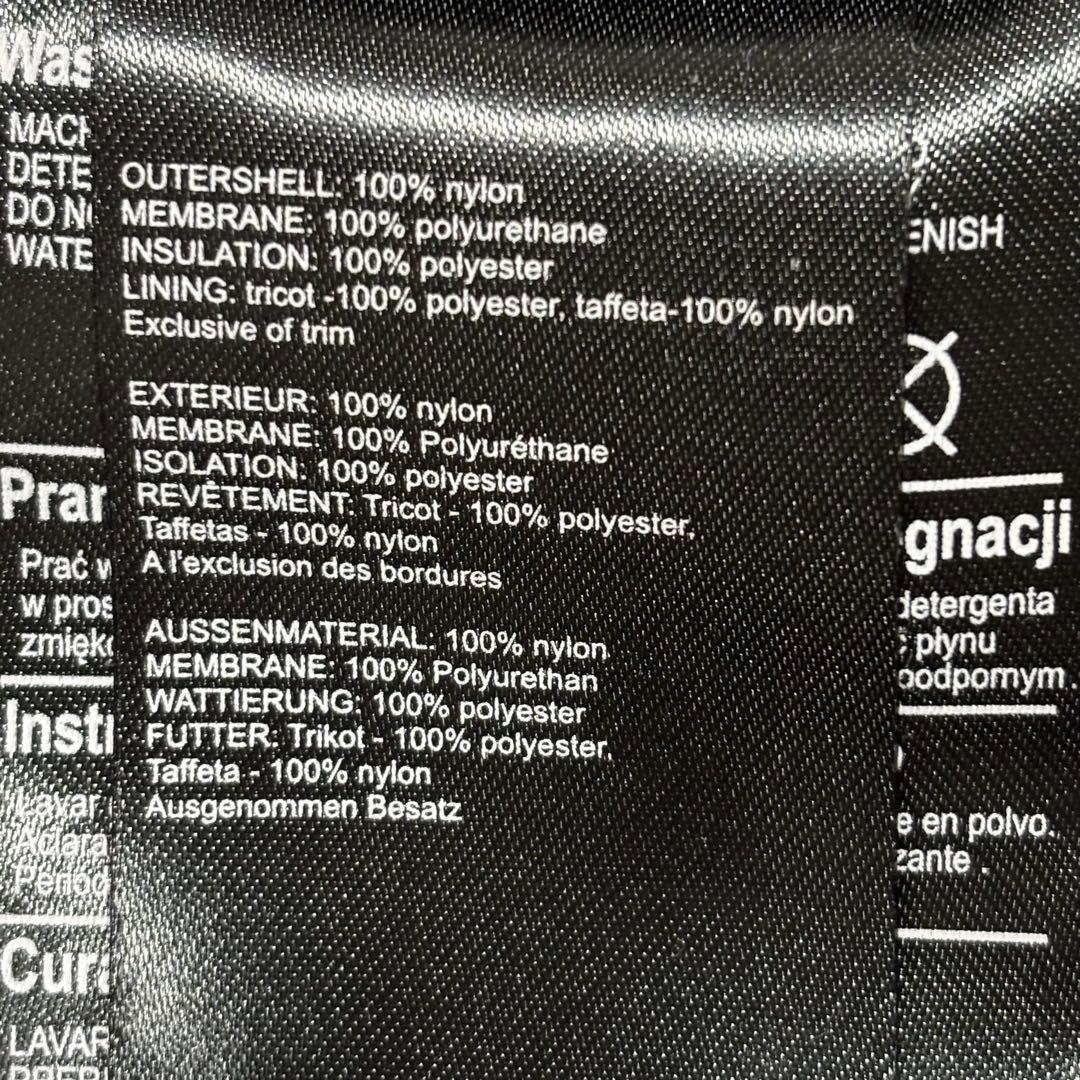 OUTERSHELL: 100% nylon
MEMBRANE: 100% polyurethane
INSULATION: 100% polyester
LINING: tricot -100% polyester, taffeta-100% nylon
Exclusive of trim
EXTERIEUR: 100% nylon
MEMBRANE: 100% Polyuréthane
ISOLATION: 100% polyester
REVÊTEMENT: Tricot - 100% polyester,
Taffetas - 100% nylon
A l'exclusion des bordures
AUSSENMATERIAL: 100% nylon
MEMBRANE: 100% Polyurethan
WATTIERUNG: 100% polyester
FUTTER: Trikot - 100% polyester,
Taffeta - 100% nylon
Ausgenommen Besatz
Was
MACH
DETE
DO N
WATE
Pran
Prać w
w pros
zmięk
Insti
Lavar
Aclara
Period
Cura
LAVAR
ENISH
gnacji
detergenta
płynu
oodpornym.
e en polvo.
zante .